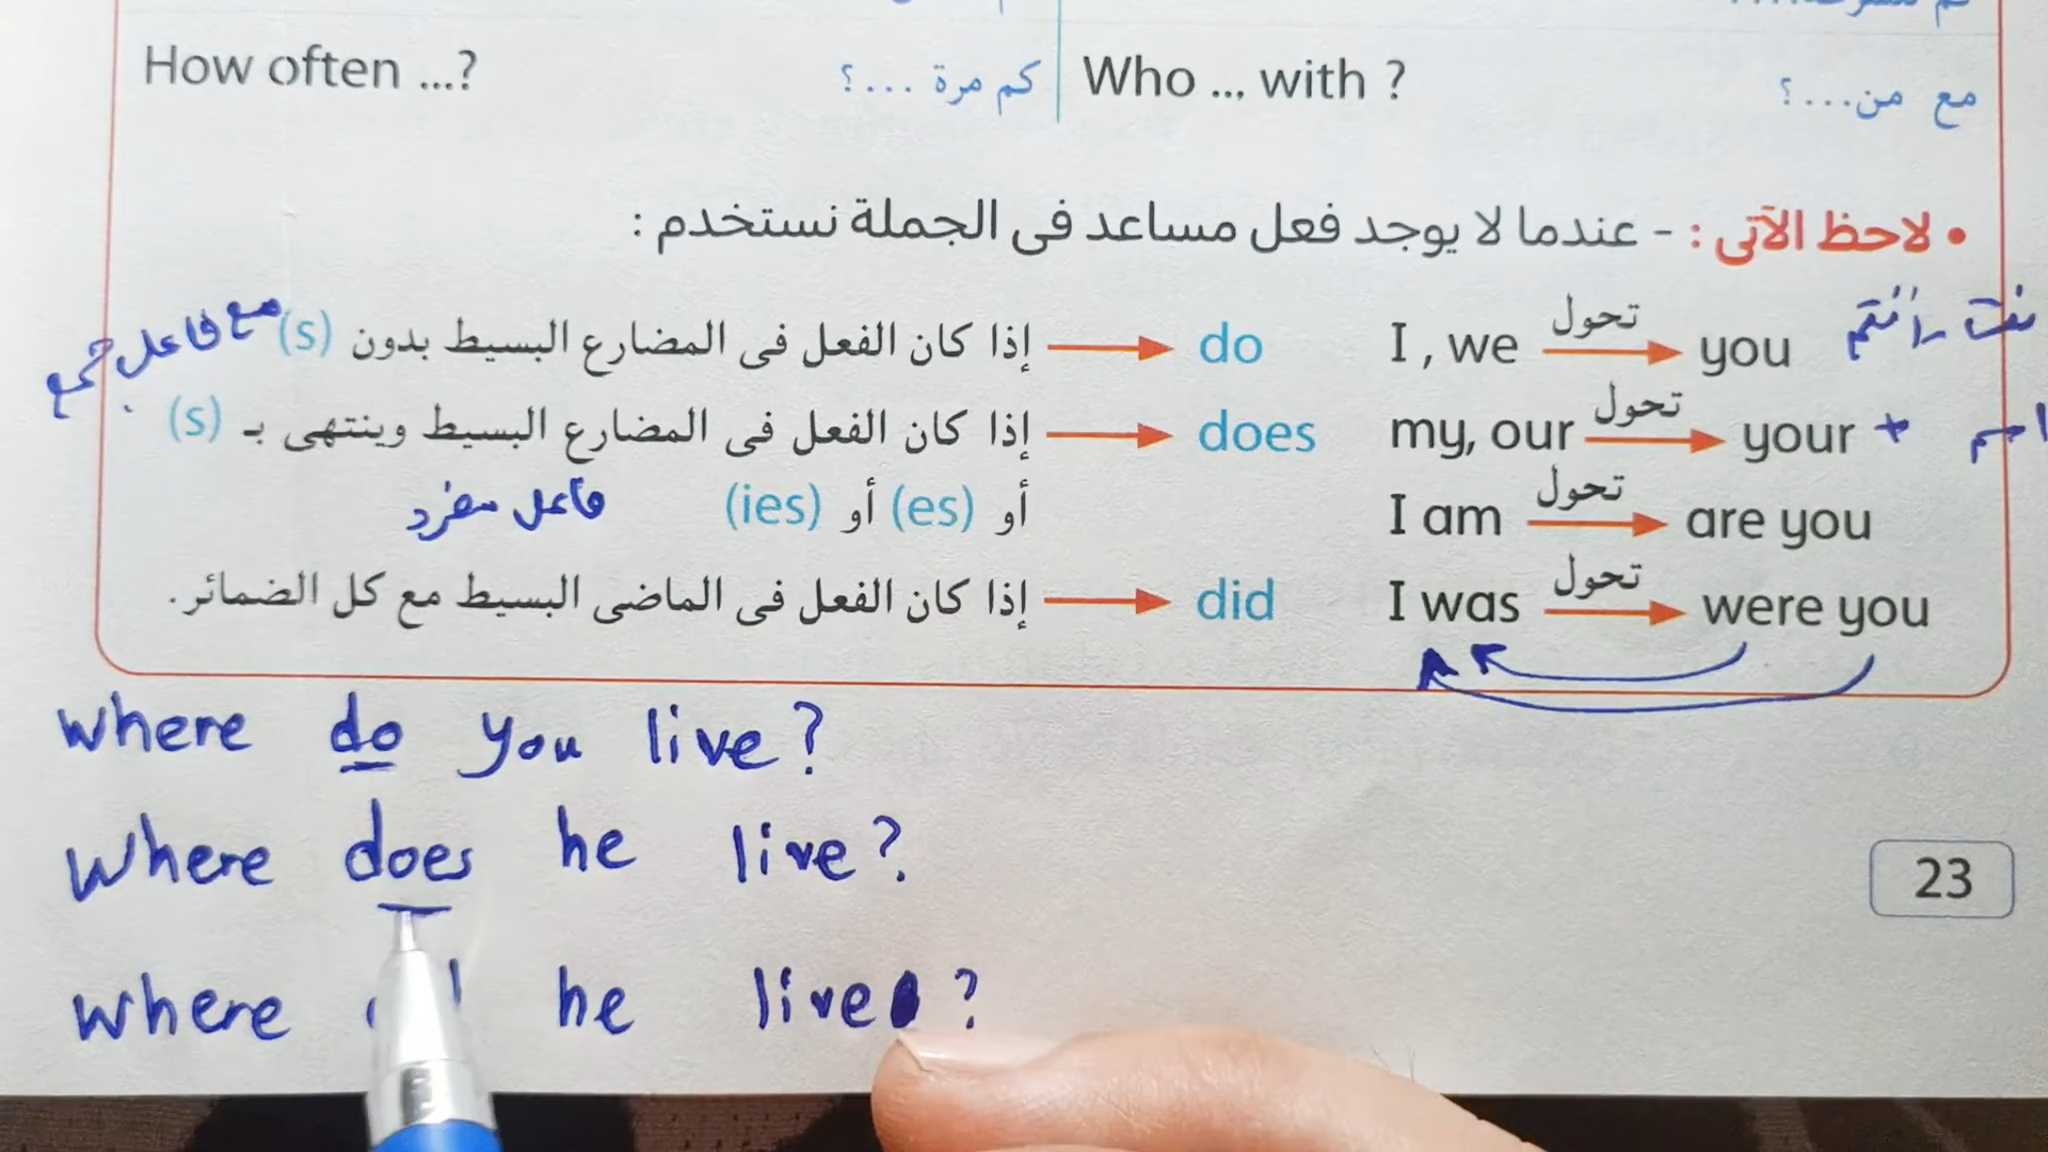 How often ...? كم مرة ...؟ Who ... with ? مع من...؟
• لاحظ الآتى : - عندما لا يوجد فعل مساعد فى الجملة نستخدم :
I , we تحول you
do إذا كان الفعل فى المضارع البسيط بدون (s) مع فاعل جمع
my, our تحول your + اسم
does إذا كان الفعل فى المضارع البسيط وينتهى بـ (s)
أو (es) أو (ies) فاعل مفرد
I am تحول are you
I was تحول were you
did إذا كان الفعل فى الماضى البسيط مع كل الضمائر.
where do you live?
where does he live?
where he live ?
23